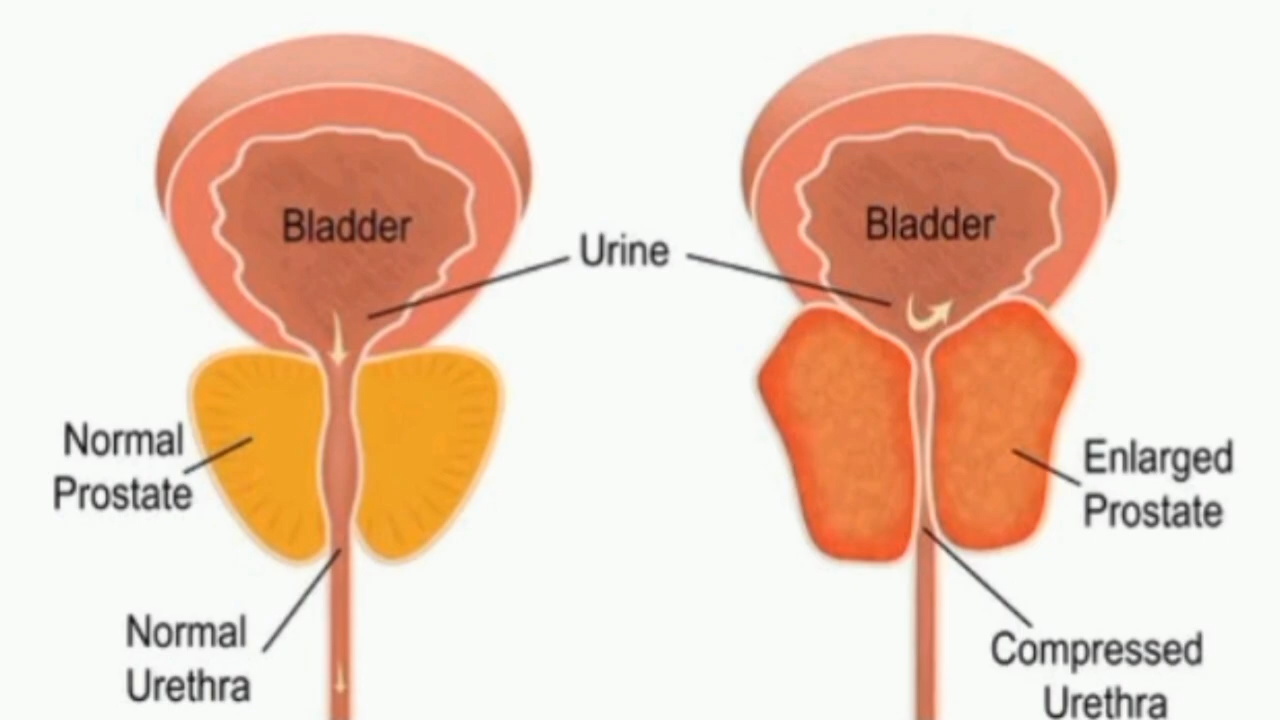 Bladder
Urine
Bladder
Normal
Prostate
Enlarged
Prostate
Normal
Urethra
Compressed
Urethra